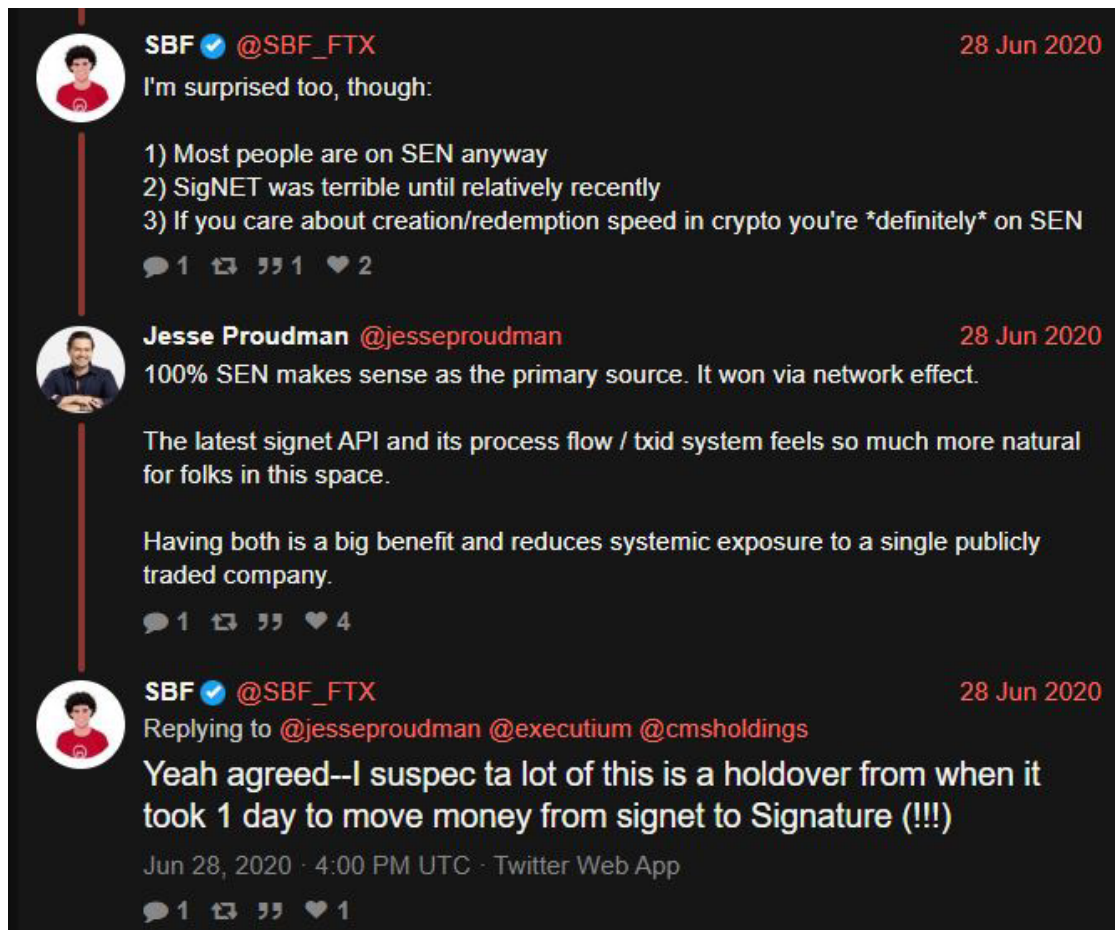 SBF @SBF_FTX 28 Jun 2020
I'm surprised too, though:
1) Most people are on SEN anyway
2) SigNET was terrible until relatively recently
3) If you care about creation/redemption speed in crypto you're *definitely* on SEN
1 1 2
Jesse Proudman @jesseproudman 28 Jun 2020
100% SEN makes sense as the primary source. It won via network effect.
The latest signet API and its process flow / txid system feels so much more natural
for folks in this space.
Having both is a big benefit and reduces systemic exposure to a single publicly
traded company.
1 4
SBF @SBF_FTX 28 Jun 2020
Replying to @jesseproudman @executium @cmsholdings
Yeah agreed--I suspec ta lot of this is a holdover from when it
took 1 day to move money from signet to Signature (!!!)
Jun 28, 2020 · 4:00 PM UTC · Twitter Web App
1 1